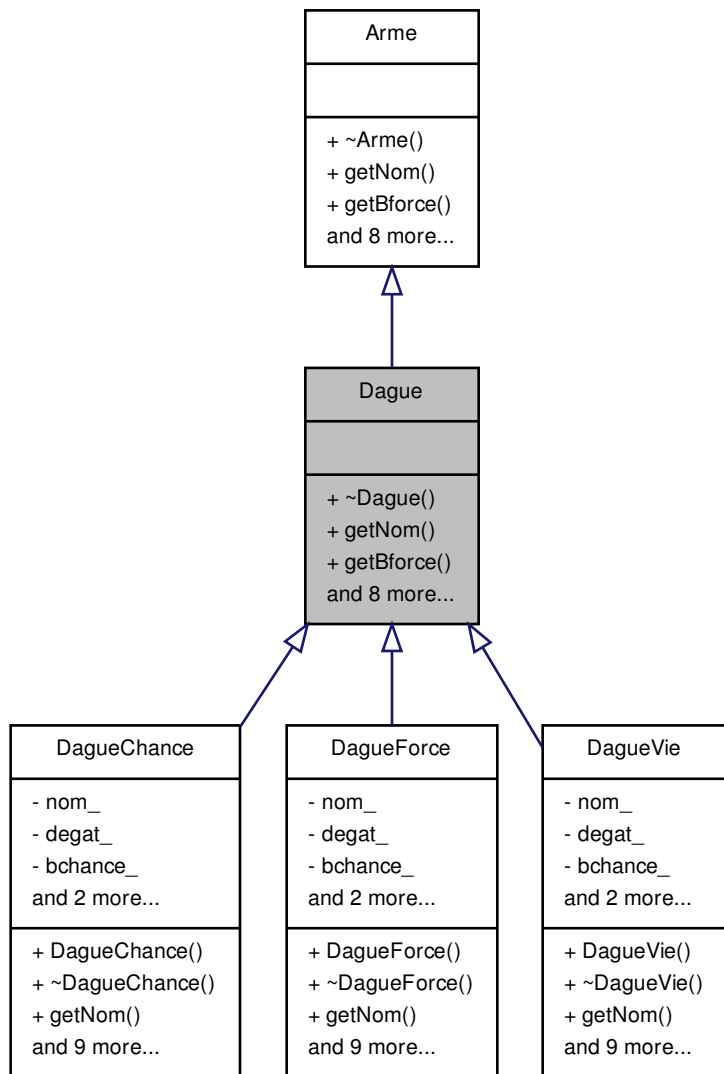 Arme
+ ~Arme()
+ getNom()
+ getBforce()
and 8 more...
Dague
+ ~Dague()
+ getNom()
+ getBforce()
and 8 more...
DagueChance
- nom_
- degat_
- bchance_
and 2 more...
+ DagueChance()
+ ~DagueChance()
+ getNom()
and 9 more...
DagueForce
- nom_
- degat_
- bchance_
and 2 more...
+ DagueForce()
+ ~DagueForce()
+ getNom()
and 9 more...
DagueVie
- nom_
- degat_
- bchance_
and 2 more...
+ DagueVie()
+ ~DagueVie()
+ getNom()
and 9 more...